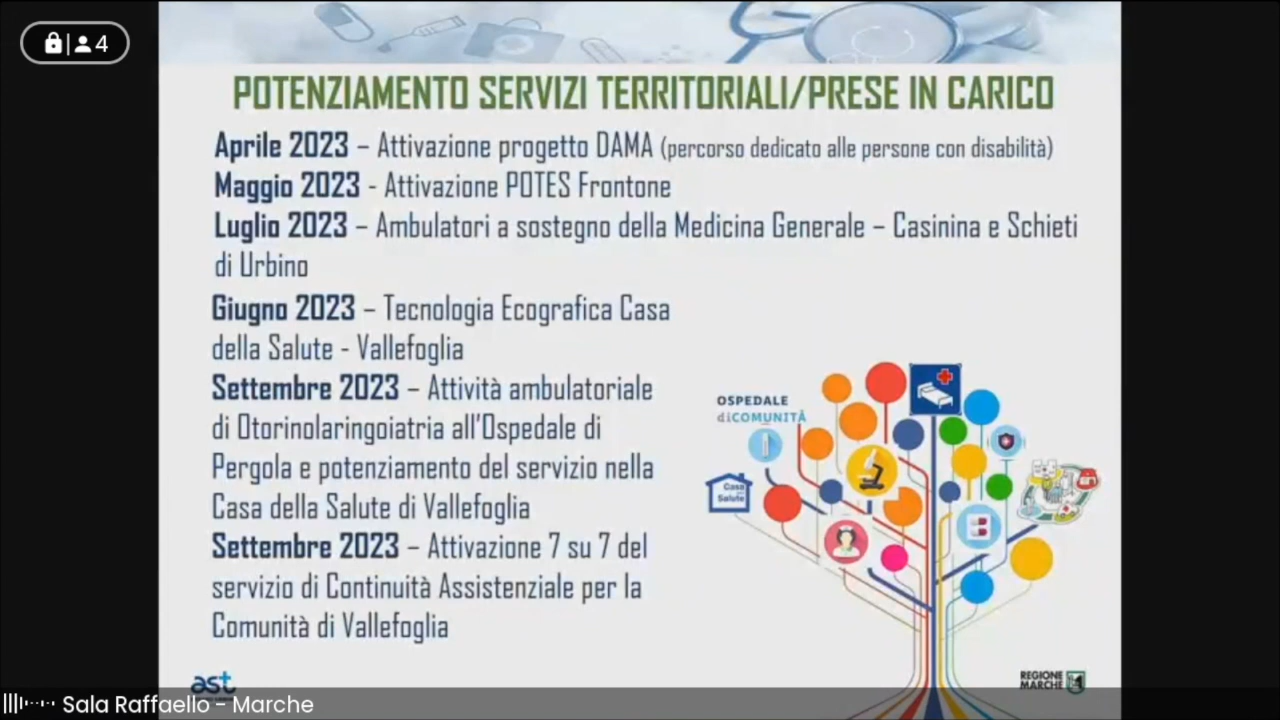 4
POTENZIAMENTO SERVIZI TERRITORIALI/PRESE IN CARICO
Aprile 2023 – Attivazione progetto DAMA (percorso dedicato alle persone con disabilità)
Maggio 2023 - Attivazione POTES Frontone
Luglio 2023 – Ambulatori a sostegno della Medicina Generale – Casinina e Schieti
di Urbino
Giugno 2023 – Tecnologia Ecografica Casa
della Salute - Vallefoglia
Settembre 2023 – Attività ambulatoriale
di Otorinolaringoiatria all'Ospedale di
Pergola e potenziamento del servizio nella
Casa della Salute di Vallefoglia
Settembre 2023 – Attivazione 7 su 7 del
servizio di Continuità Assistenziale per la
Comunità di Vallefoglia
OSPEDALE
diCOMUNITÀ
Casa
Salute
ast
REGIONE
MARCHE
Sala Raffaello - Marche